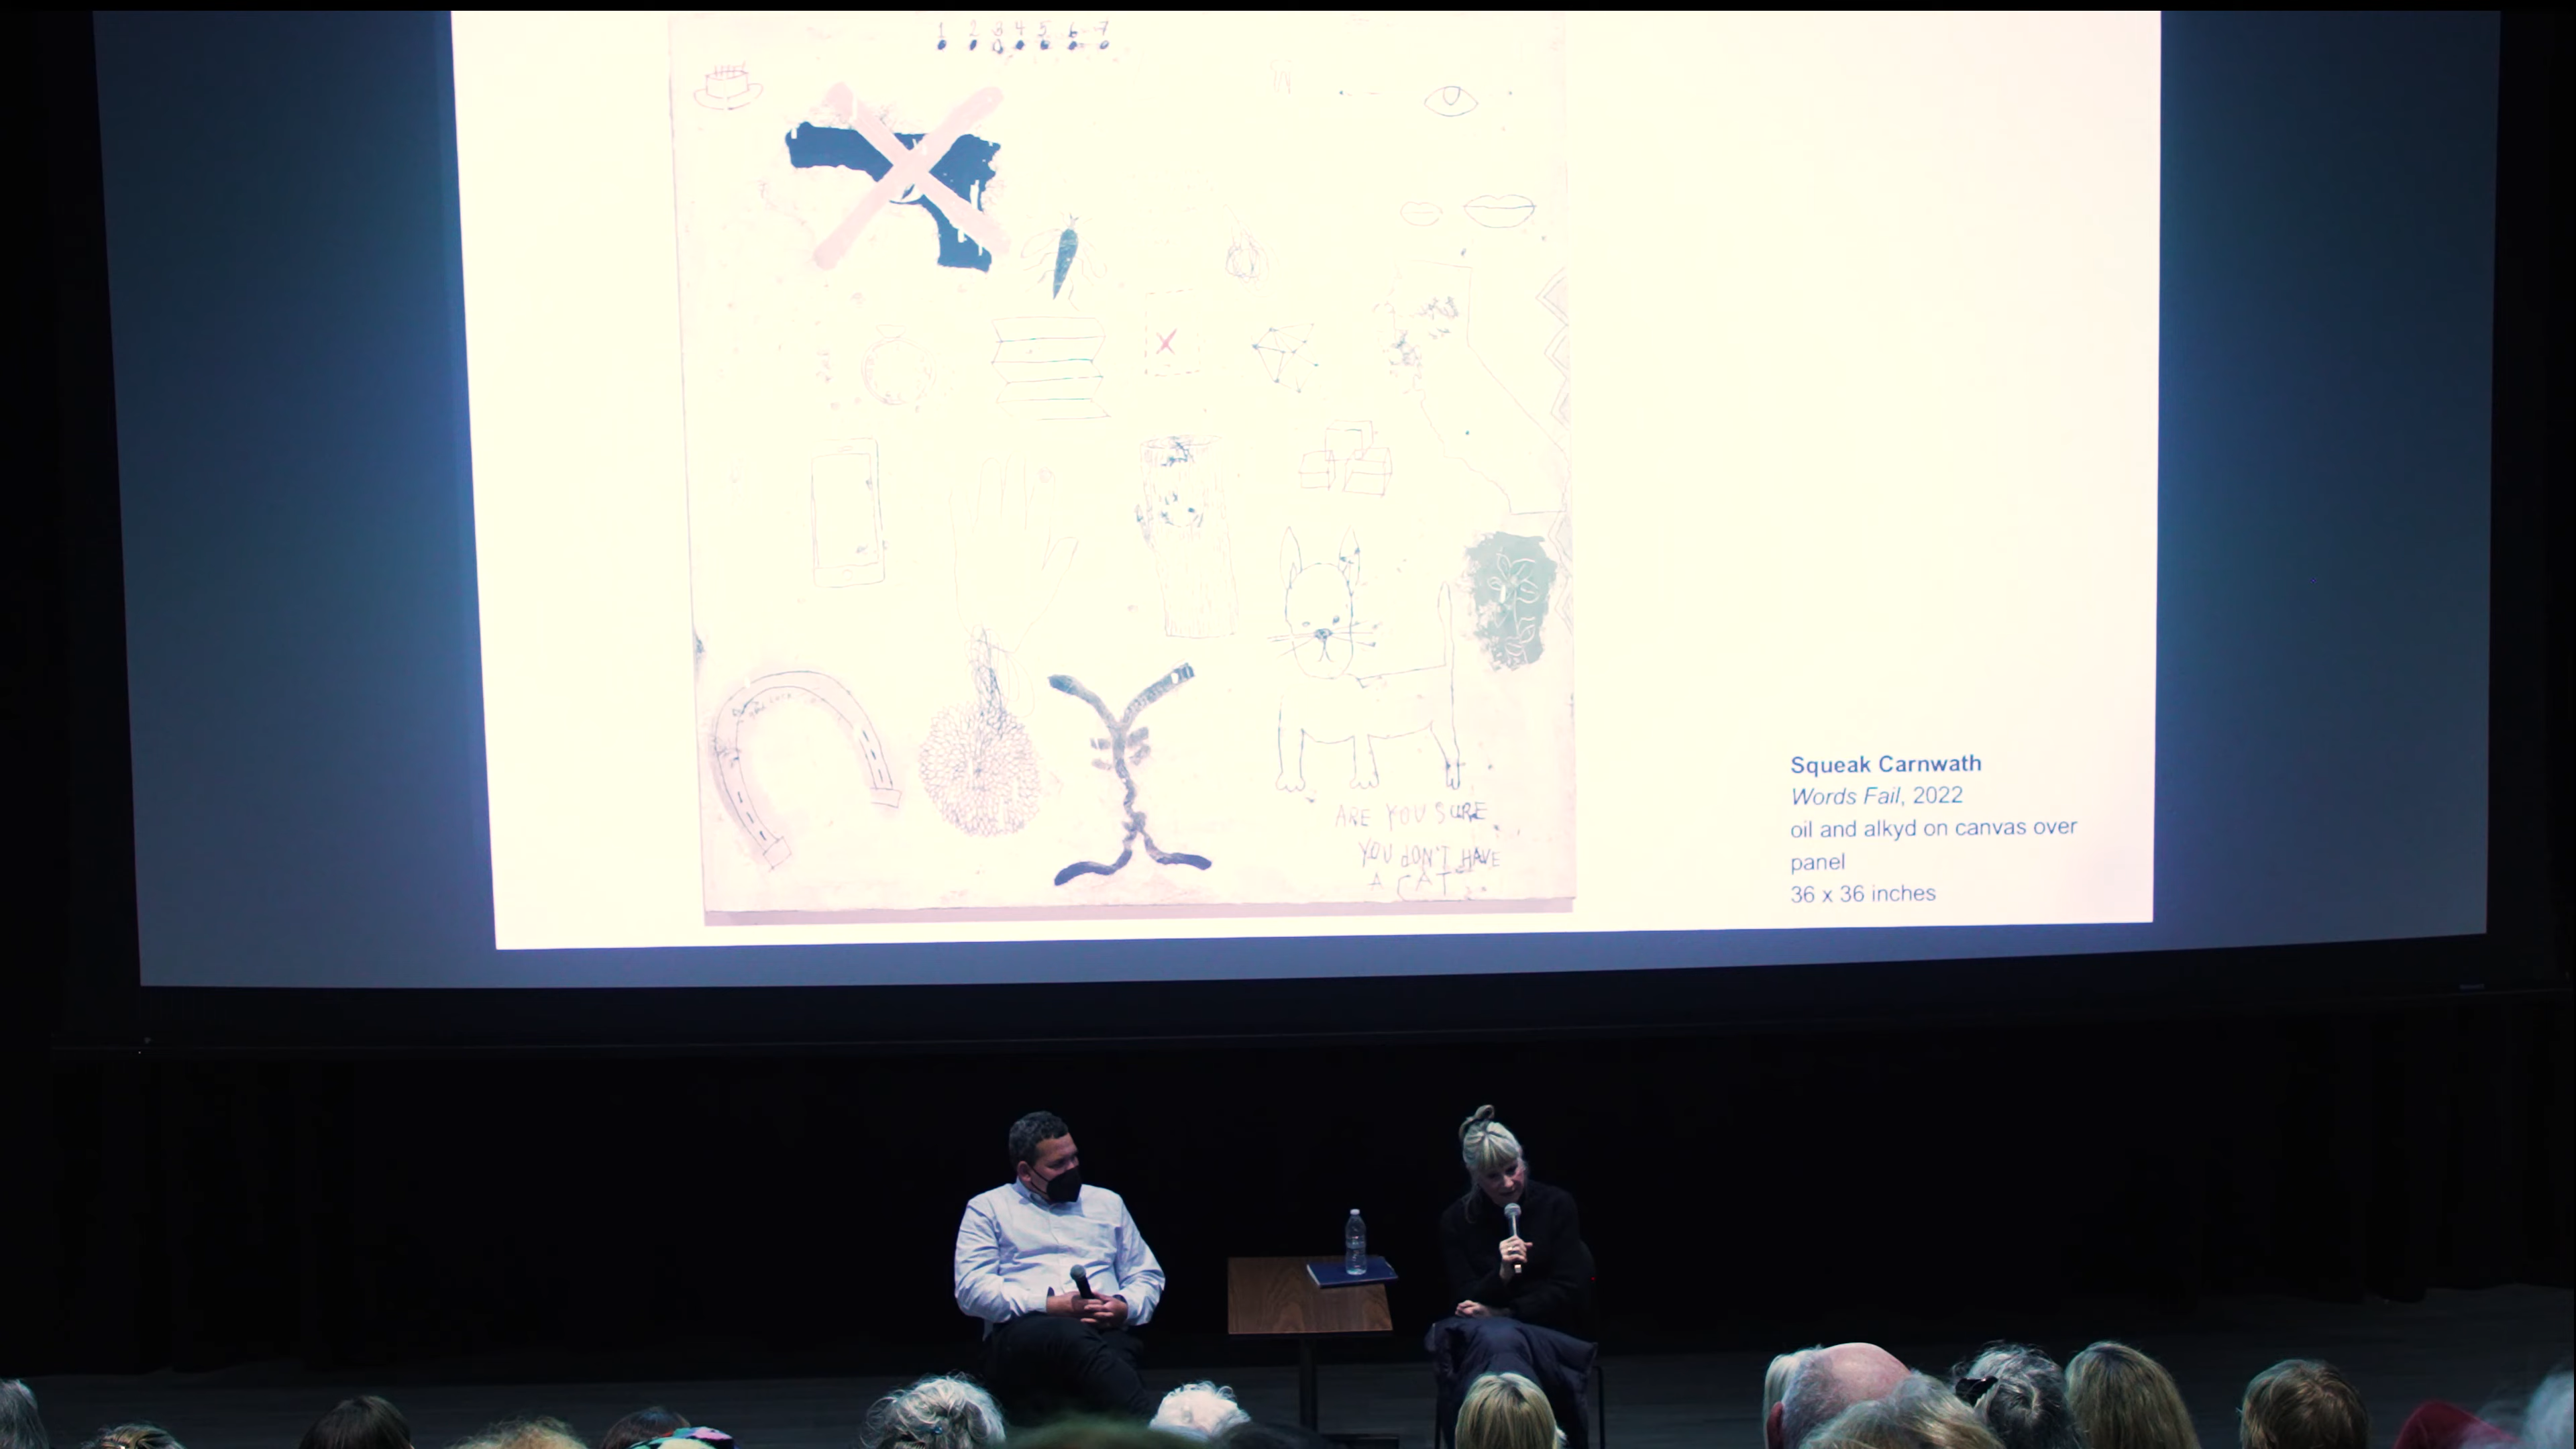 1 2 3 4 5 6 7
ARE YOU SURE
YOU dON'T HAVE
A CAT
Squeak Carnwath
Words Fail, 2022
oil and alkyd on canvas over
panel
36 x 36 inches